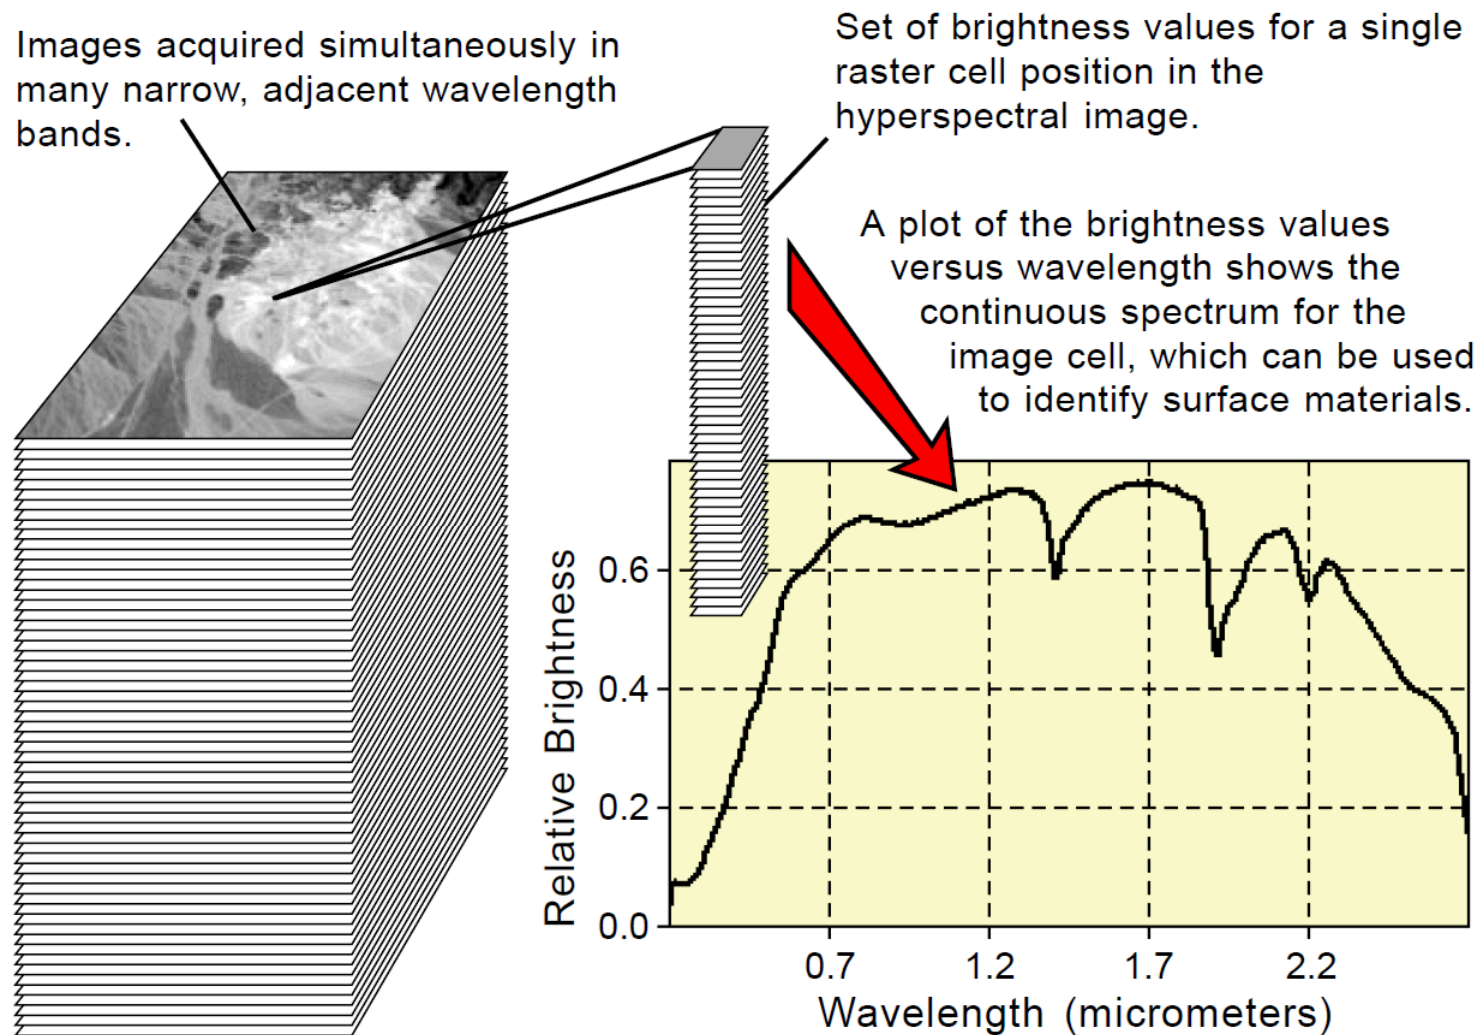 Images acquired simultaneously in
many narrow, adjacent wavelength
bands.
Set of brightness values for a single
raster cell position in the
hyperspectral image.
A plot of the brightness values
versus wavelength shows the
continuous spectrum for the
image cell, which can be used
to identify surface materials.
Relative Brightness
0.6
0.4
0.2
0.0
0.7 1.2 1.7 2.2
Wavelength (micrometers)